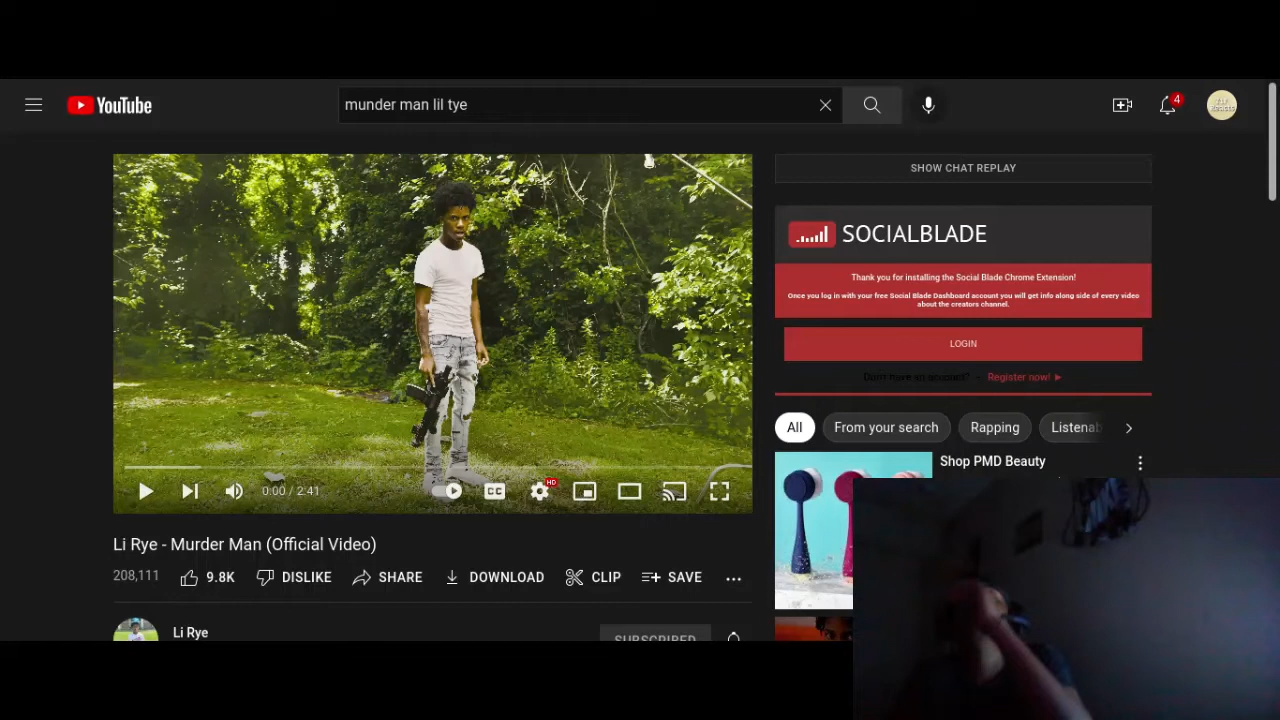 YouTube
munder man lil tye
4
SHOW CHAT REPLAY
SOCIALBLADE
Thank you for installing the Social Blade Chrome Extension!
Once you log in with your free Social Blade Dashboard account you will get info along side of every video
about the creators channel.
LOGIN
Don't have an account? - Register now! ►
All
From your search
Rapping
Listenab
Shop PMD Beauty
0:00 / 2:41
CC
HD
Li Rye - Murder Man (Official Video)
208,111
9.8K
DISLIKE
SHARE
DOWNLOAD
CLIP
SAVE
Li Rye
SUBSCRIBED